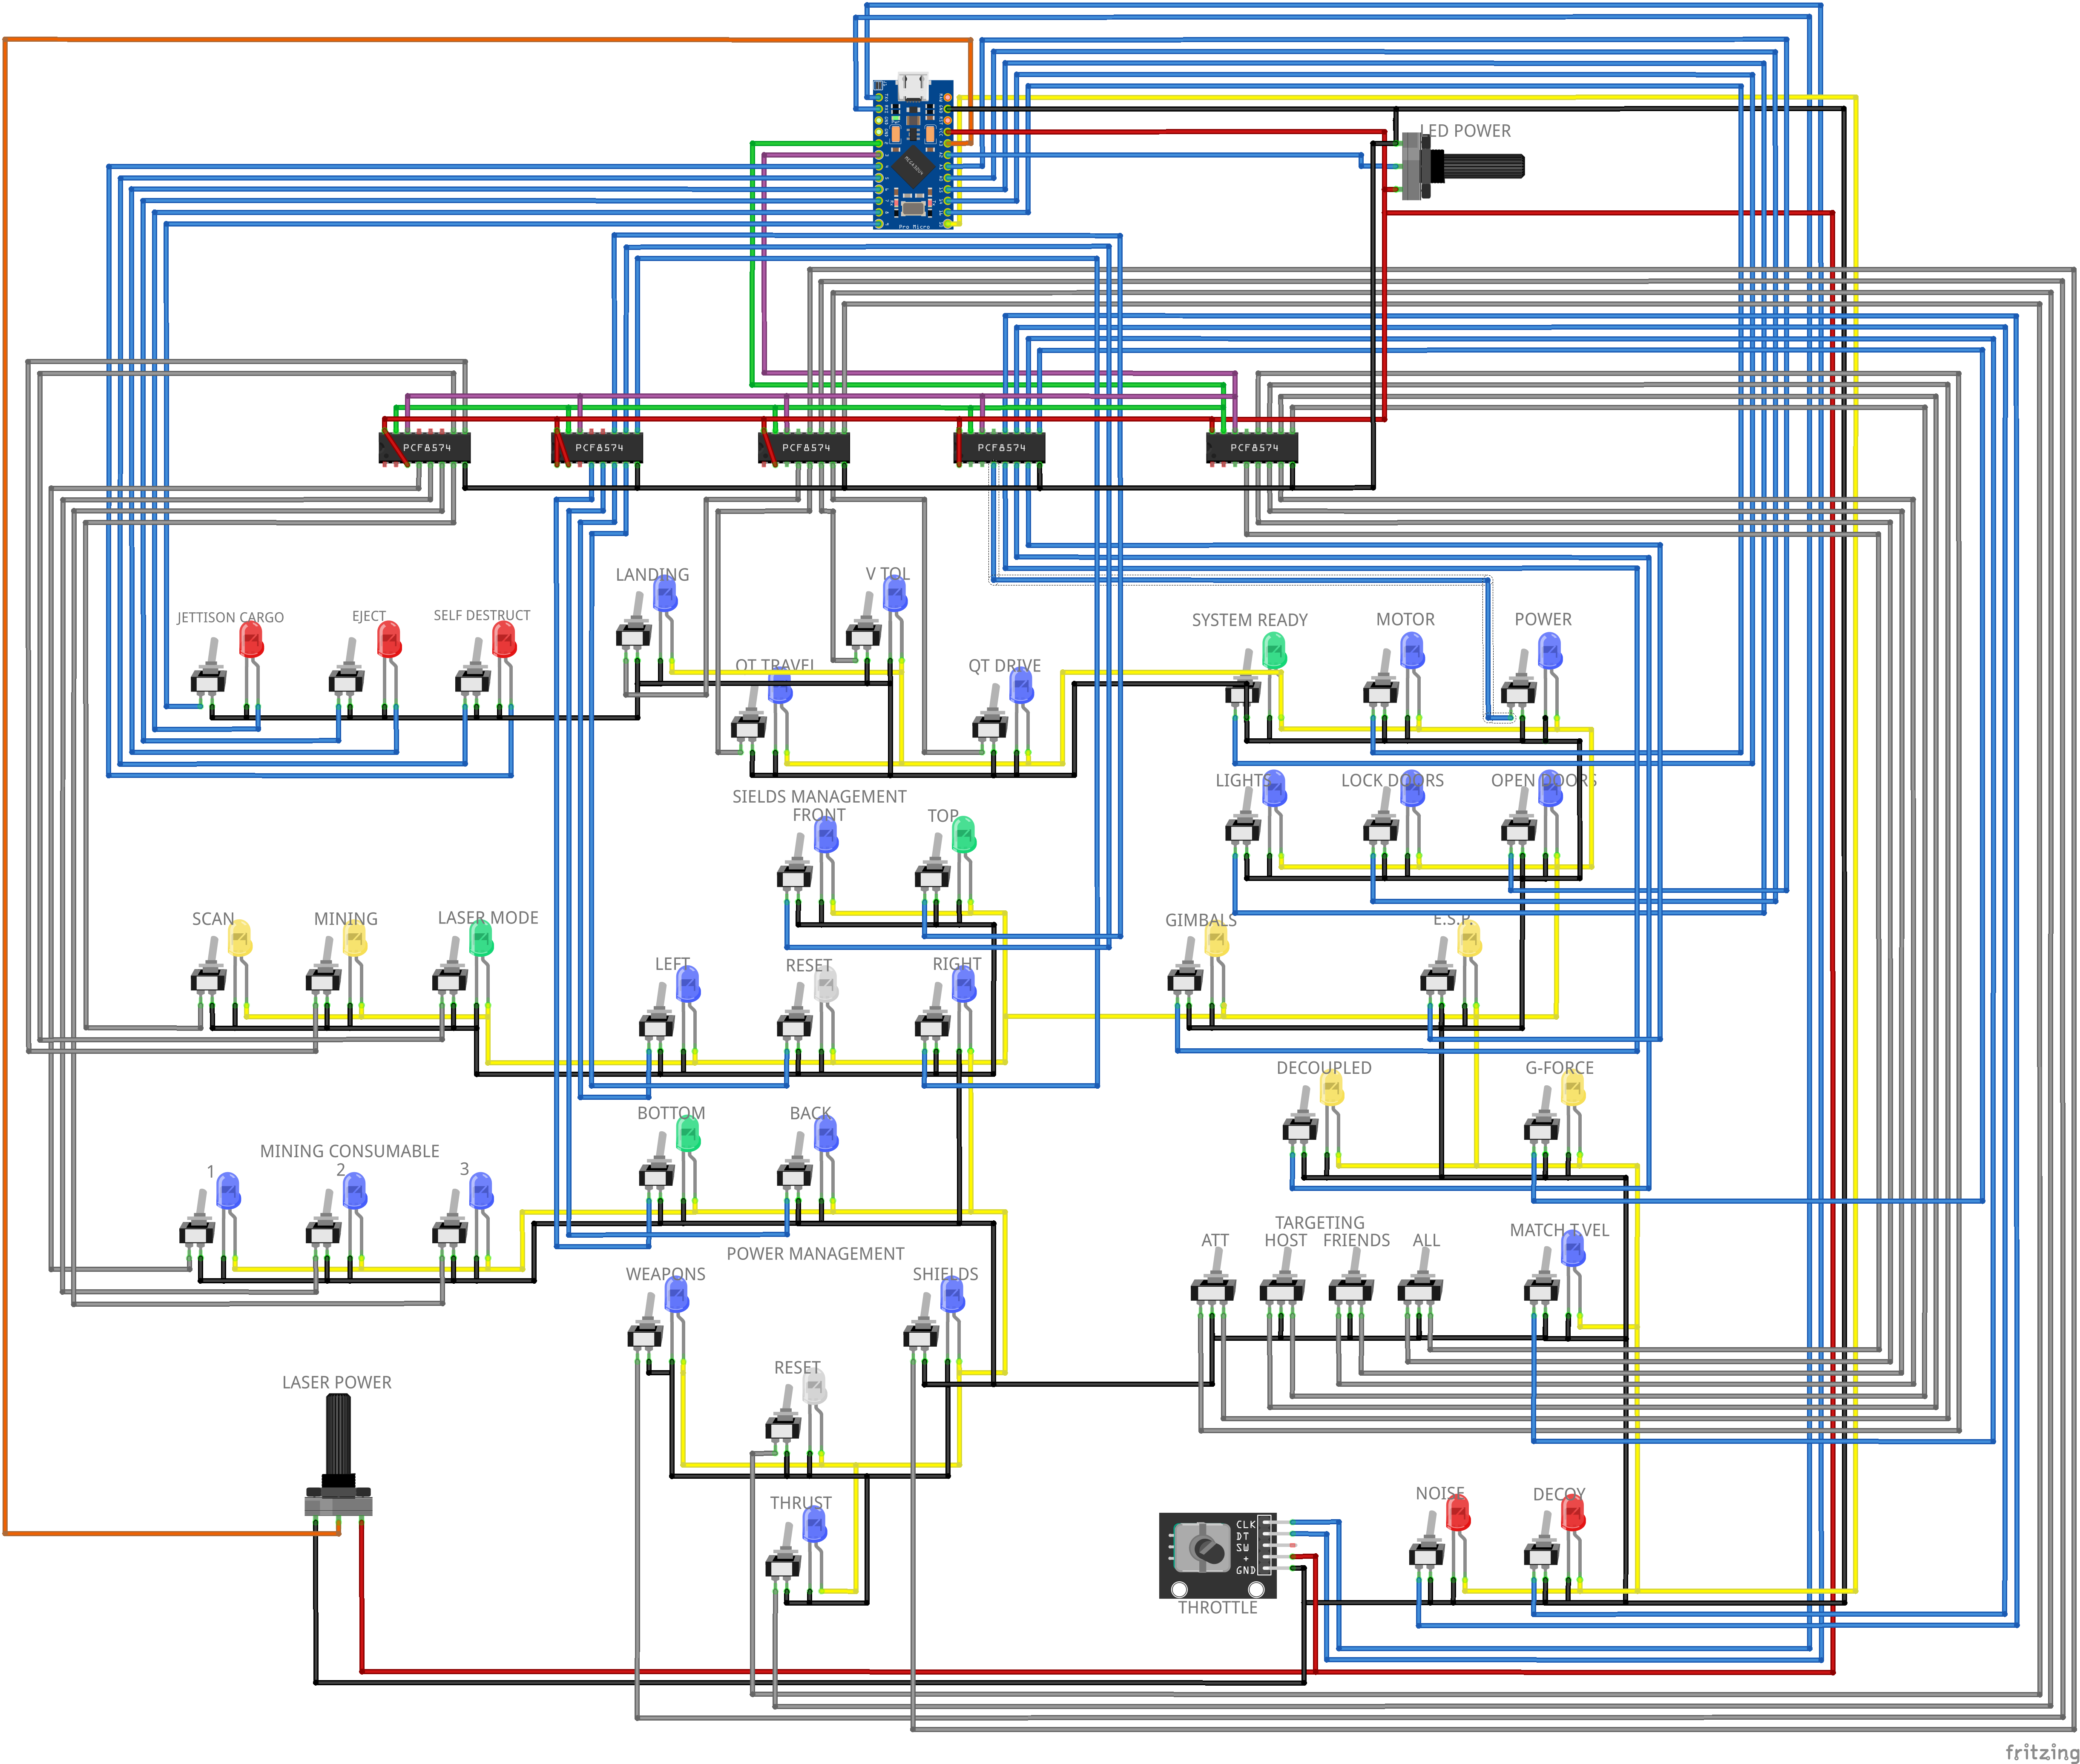 Pro Micro
LED POWER
PCF8574
PCF8574
PCF8574
PCF8574
PCF8574
LANDING
V TOL
JETTISON CARGO
EJECT
SELF DESTRUCT
SYSTEM READY
MOTOR
POWER
QT TRAVEL
QT DRIVE
LIGHTS
LOCK DOORS
OPEN DOORS
SIELDS MANAGEMENT
FRONT
TOP
SCAN
MINING
LASER MODE
GIMBALS
E.S.P.
LEFT
RESET
RIGHT
DECOUPLED
G-FORCE
BOTTOM
BACK
MINING CONSUMABLE
1
2
3
TARGETING
ATT
HOST
FRIENDS
ALL
MATCH T.VEL
POWER MANAGEMENT
WEAPONS
SHIELDS
RESET
LASER POWER
THRUST
NOISE
DECOY
CLK
DT
SW
+
GND
THROTTLE
fritzing